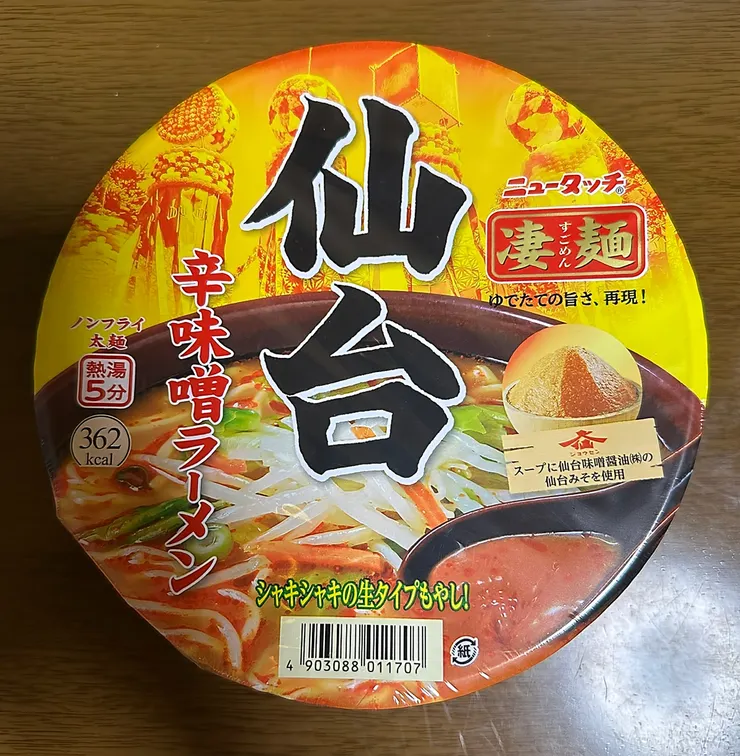 仙台
辛味噌ラーメン
ニュータッチ®
凄麺
すごめん
ゆでたての旨さ、再現!
ノンフライ
太麺
熱湯
5分
362
kcal
仙
ジョウセン
スープに仙台味噌醤油㈱の
仙台みそを使用
シャキシャキの生タイプもやし!
4 903088 011707
紙